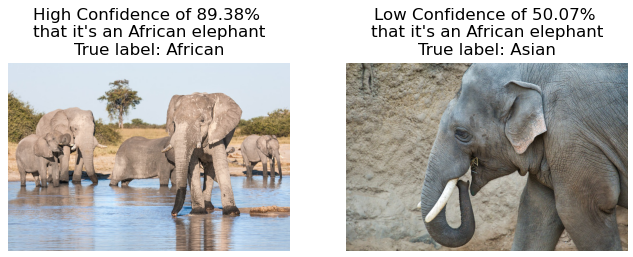 High Confidence of 89.38%
that it's an African elephant
True label: African
Low Confidence of 50.07%
that it's an African elephant
True label: Asian